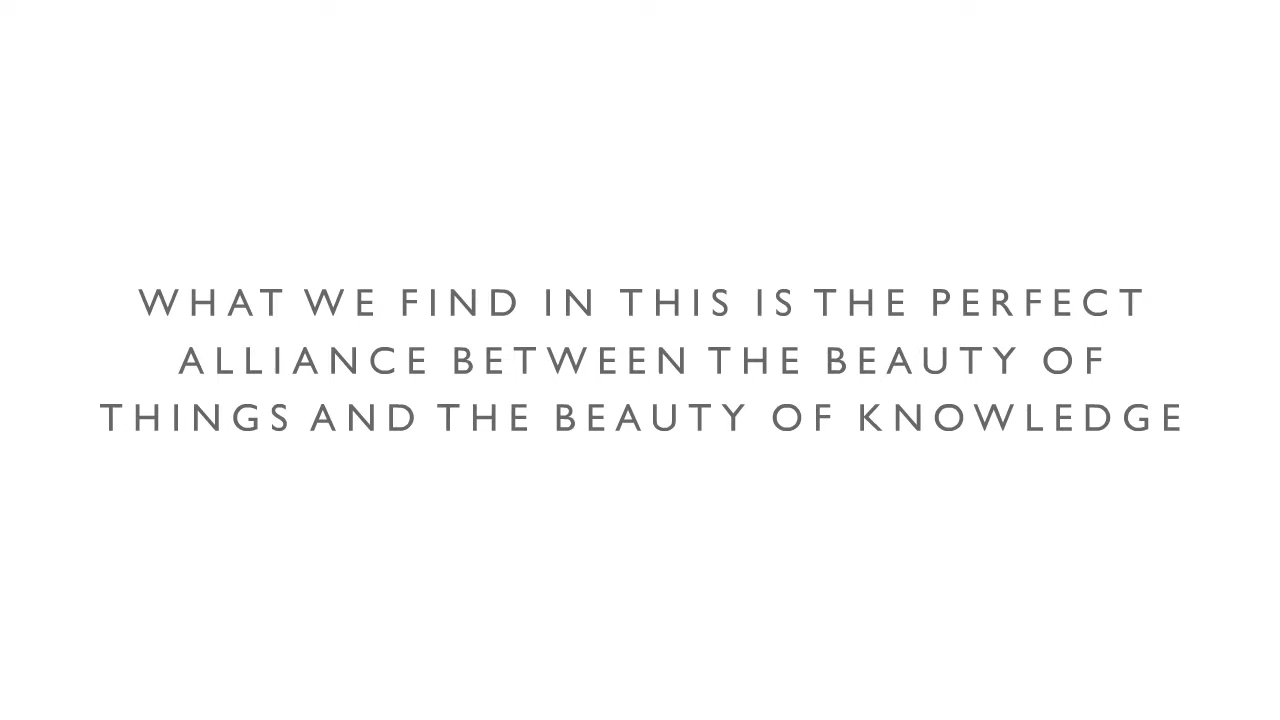 WHAT WE FIND IN THIS IS THE PERFECT
ALLIANCE BETWEEN THE BEAUTY OF
THINGS AND THE BEAUTY OF KNOWLEDGE